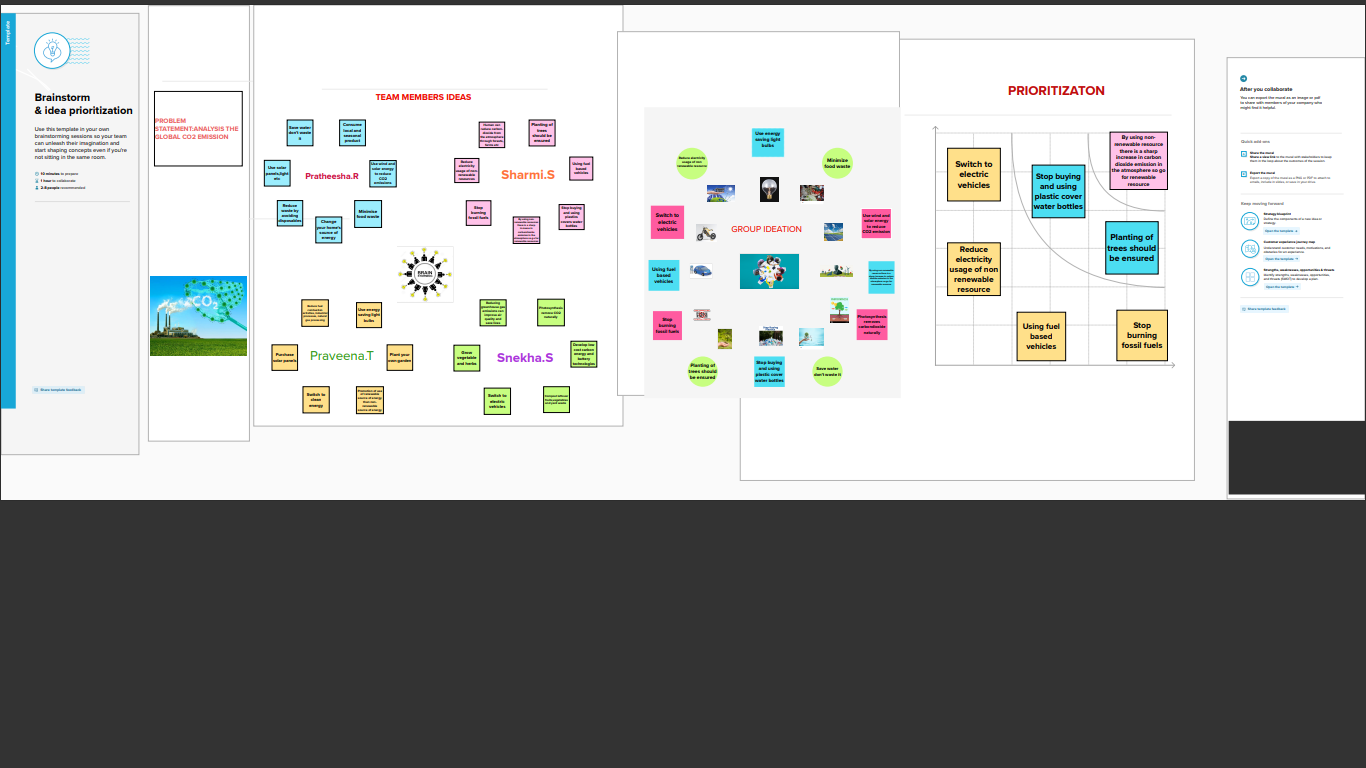 Template
Brainstorm
& idea prioritization
Use this template in your own
brainstorming sessions so your team
can unleash their imagination and
start shaping concepts even if you're
not sitting in the same room.
10 minutes to prepare
1 hour to collaborate
2-8 people recommended
Share template feedback
PROBLEM
STATEMENT:ANALYSIS THE
GLOBAL CO2 EMISSION
CO2
TEAM MEMBERS IDEAS
Save water
don't waste
it
Consume
local and
seasonal
product
Use solar
panels,light
etc
Pratheesha.R
Use wind and
solar energy
to reduce
CO2
emissions
Reduce
waste by
avoiding
disposables
Change
your home's
source of
energy
Minimize
food waste
Planting of
trees
should be
ensured
Reduce
electricity
usage of non
renewable
resources
Sharmi.S
Using fuel
based
vehicles
Stop
burning
fossil fuels
Stop buying
and using
plastics
covers water
bottles
BRAIN
Use energy
saving light
bulbs
Purchase
solar panels
Praveena.T
Plant your
own garden
Switch to
clean
energy
Photosynthesis
remove CO2
naturally
Grow
vegetable
and herbs
Snekha.S
Develop low
cost carbon
energy and
battery
technologies
Switch to
electric
vehicles
Use energy
saving light
bulbs
Reduce electricity
usage of non
renewable resource
Minimize
food waste
Switch to
electric
vehicles
GROUP IDEATION
Use wind and
solar energy
to reduce
CO2 emission
Using fuel
based
vehicles
Stop
burning
fossil fuels
Photosynthesis
removes
carbondioxide
naturally
Planting of
trees should
be ensured
Stop buying
and using
plastic cover
water bottles
Save water
don't waste it
PRIORITIZATON
Switch to
electric
vehicles
Stop buying
and using
plastic cover
water bottles
By using non-
renewable resource
there is a sharp
increase in carbon
dioxide emission in
the atmosphere so go
for renewable
resource
Planting of
trees should
be ensured
Reduce
electricity
usage of non
renewable
resource
Using fuel
based
vehicles
Stop
burning
fossil fuels
After you collaborate
You can export the mural as an image or pdf
to share with members of your company who
might find it helpful.
Quick add-ons
Share the mural
Export the mural
Keep moving forward
Strategy blueprint
Open the template
Customer experience journey map
Open the template
Strengths, weaknesses, opportunities & threats
Open the template
Share template feedback